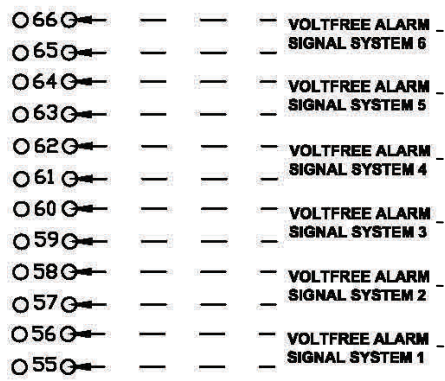 66
VOLTFREE ALARM
SIGNAL SYSTEM 6
65
64
VOLTFREE ALARM
SIGNAL SYSTEM 5
63
62
VOLTFREE ALARM
SIGNAL SYSTEM 4
61
60
VOLTFREE ALARM
SIGNAL SYSTEM 3
59
58
VOLTFREE ALARM
SIGNAL SYSTEM 2
57
56
VOLTFREE ALARM
SIGNAL SYSTEM 1
55